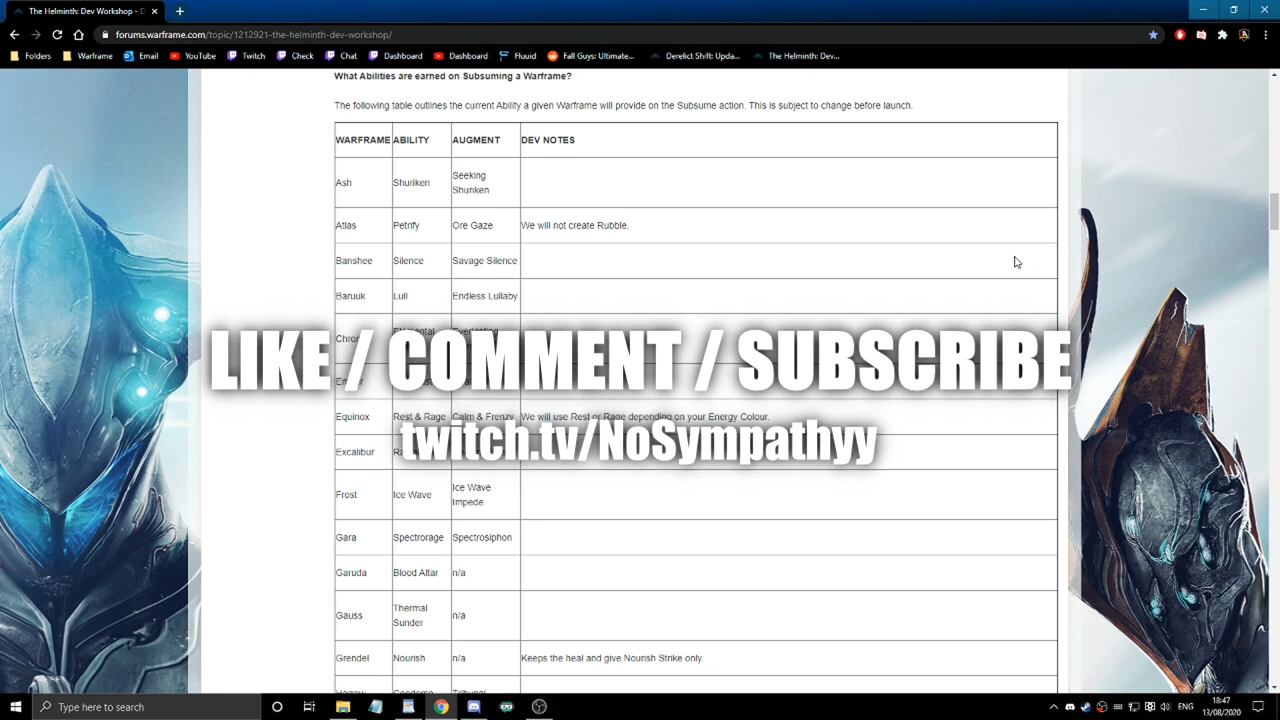 The Helminth: Dev Workshop - D
forums.warframe.com/topic/1212921-the-helminth-dev-workshop/
Folders Warframe Email YouTube Twitch Check Chat Dashboard Dashboard Fluuid Fall Guys: Ultimate... Derelict Shift: Upda... The Helminth: Dev...
What Abilities are earned on Subsuming a Warframe?
The following table outlines the current Ability a given Warframe will provide on the Subsume action. This is subject to change before launch.
WARFRAME ABILITY AUGMENT DEV NOTES
Ash Shuriken Seeking Shuriken
Atlas Petrify Ore Gaze We will not create Rubble.
Banshee Silence Savage Silence
Baruuk Lull Endless Lullaby
LIKE / COMMENT / SUBSCRIBE
Equinox Rest & Rage Calm & Frenzy We will use Rest or Rage depending on your Energy Colour.
twitch.tv/NoSympathyy
Excalibur
Frost Ice Wave Ice Wave Impede
Gara Spectrorage Spectrosiphon
Garuda Blood Altar n/a
Gauss Thermal Sunder n/a
Grendel Nourish n/a Keeps the heal and give Nourish Strike only.
Type here to search
ENG
18:47
13/08/2020